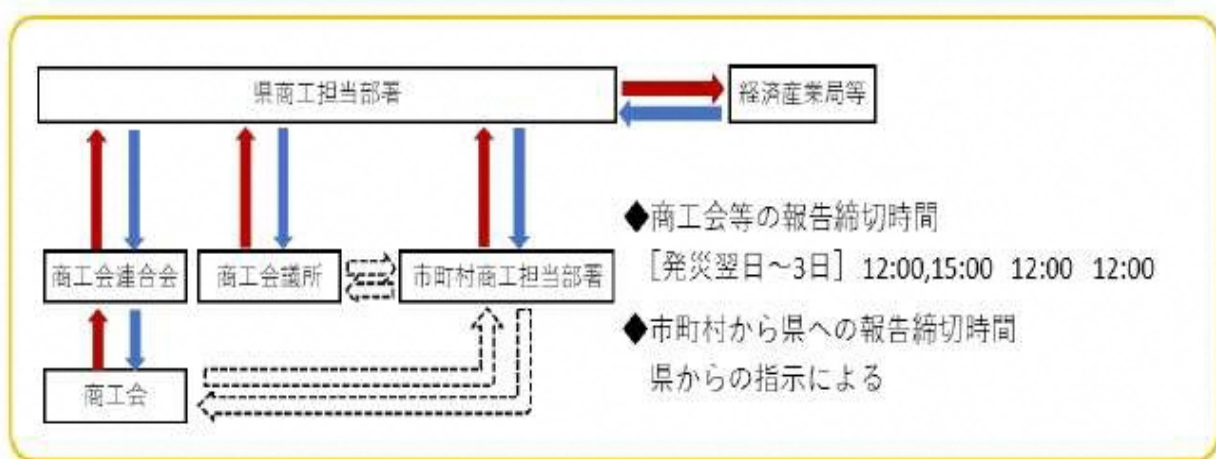 県商工担当部署
経済産業局等
商工会連合会
商工会議所
市町村商工担当部署
商工会
◆商工会等の報告締切時間
［発災翌日～3日］ 12:00,15:00 12:00 12:00
◆市町村から県への報告締切時間
県からの指示による